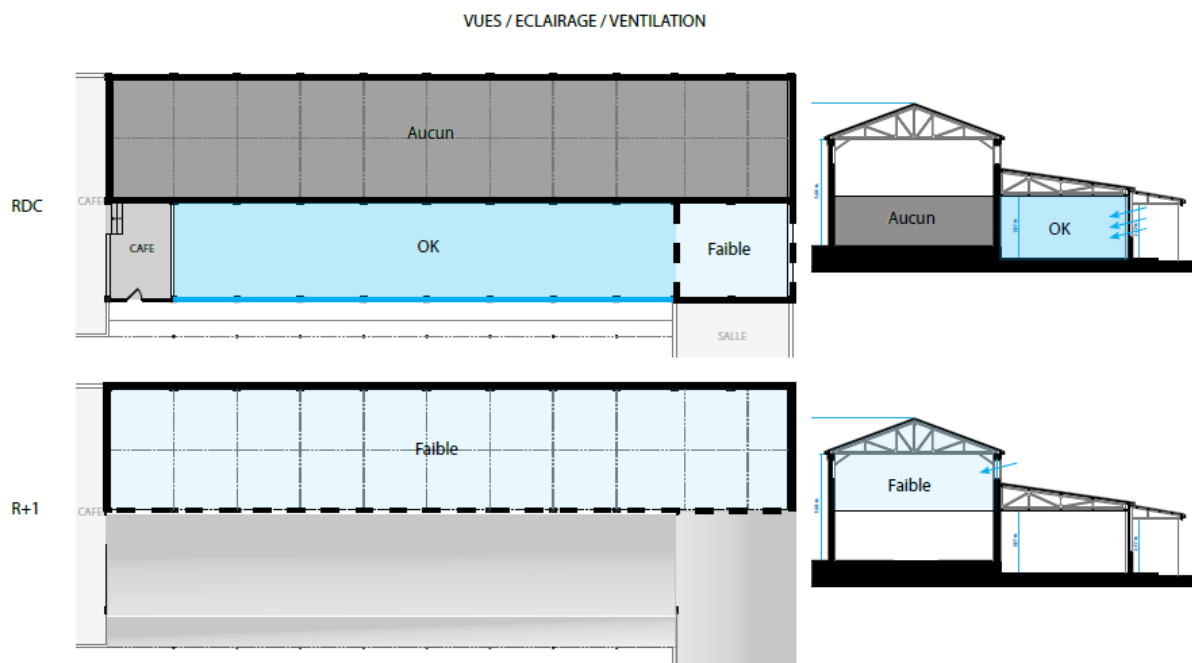 VUES / ECLAIRAGE / VENTILATION
Aucun
RDC
CAFE
CAFE
OK
Faible
SALLE
Aucun
OK
Faible
R+1
CAFE
Faible